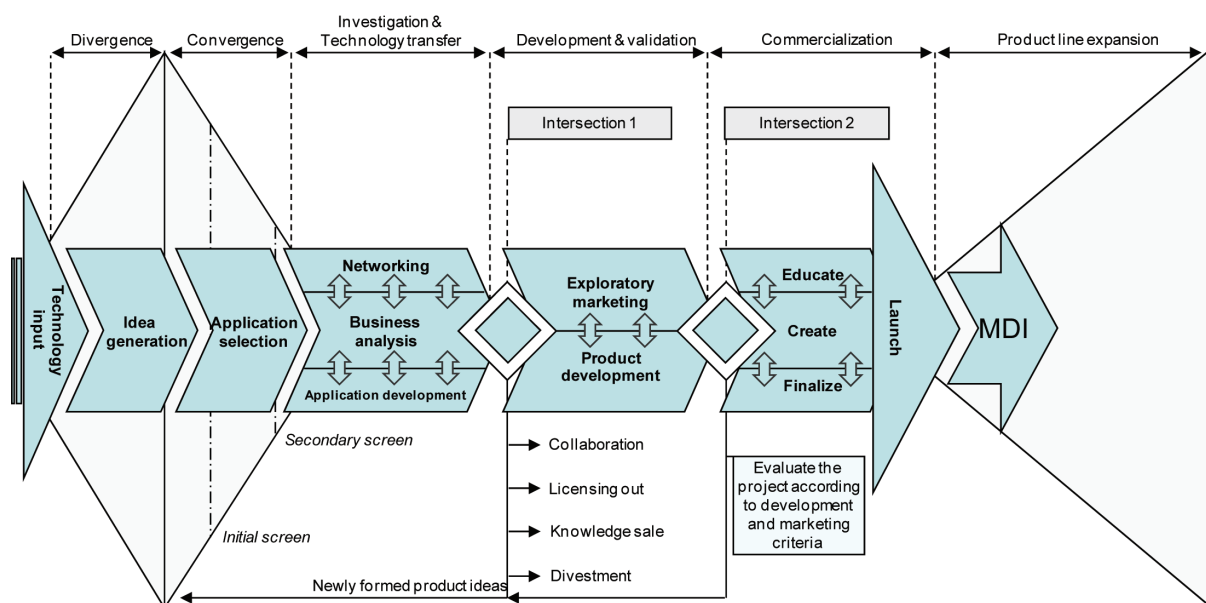 Divergence
Convergence
Investigation &
Technology transfer
Development & validation
Commercialization
Product line expansion
Intersection 1
Intersection 2
Technology
input
Idea
generation
Application
selection
Networking
Business
analysis
Application development
Exploratory
marketing
Product
development
Educate
Create
Finalize
Launch
MDI
Secondary screen
Initial screen
Collaboration
Licensing out
Knowledge sale
Divestment
Evaluate the
project according
to development
and marketing
criteria
Newly formed product ideas